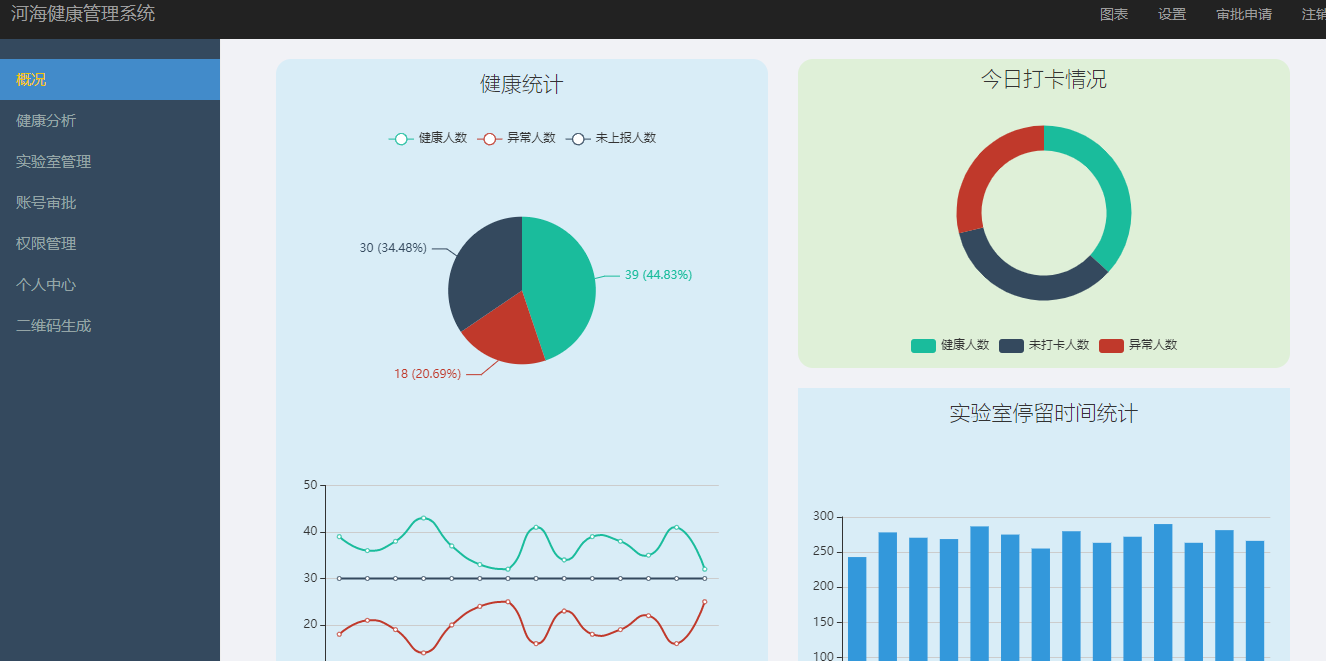 河海健康管理系统
图表 设置 审批申请 注销
概况
健康分析
实验室管理
账号审批
权限管理
个人中心
二维码生成
健康统计
健康人数 异常人数 未上报人数
30 (34.48%)
39 (44.83%)
18 (20.69%)
50
40
30
20
今日打卡情况
健康人数 未打卡人数 异常人数
实验室停留时间统计
300
250
200
150
100